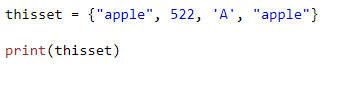 thisset = {"apple", 522, 'A', "apple"}
print(thisset)